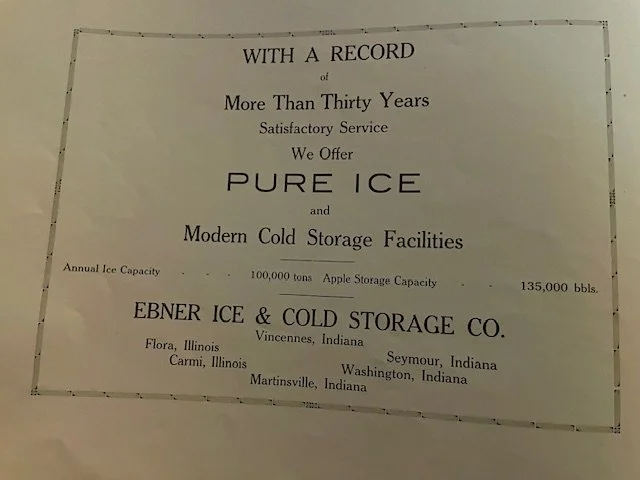 WITH A RECORD
of
More Than Thirty Years
Satisfactory Service
We Offer
PURE ICE
and
Modern Cold Storage Facilities
Annual Ice Capacity - - - 100,000 tons Apple Storage Capacity - - 135,000 bbls.
EBNER ICE & COLD STORAGE CO.
Vincennes, Indiana
Flora, Illinois Seymour, Indiana
Carmi, Illinois Washington, Indiana
Martinsville, Indiana